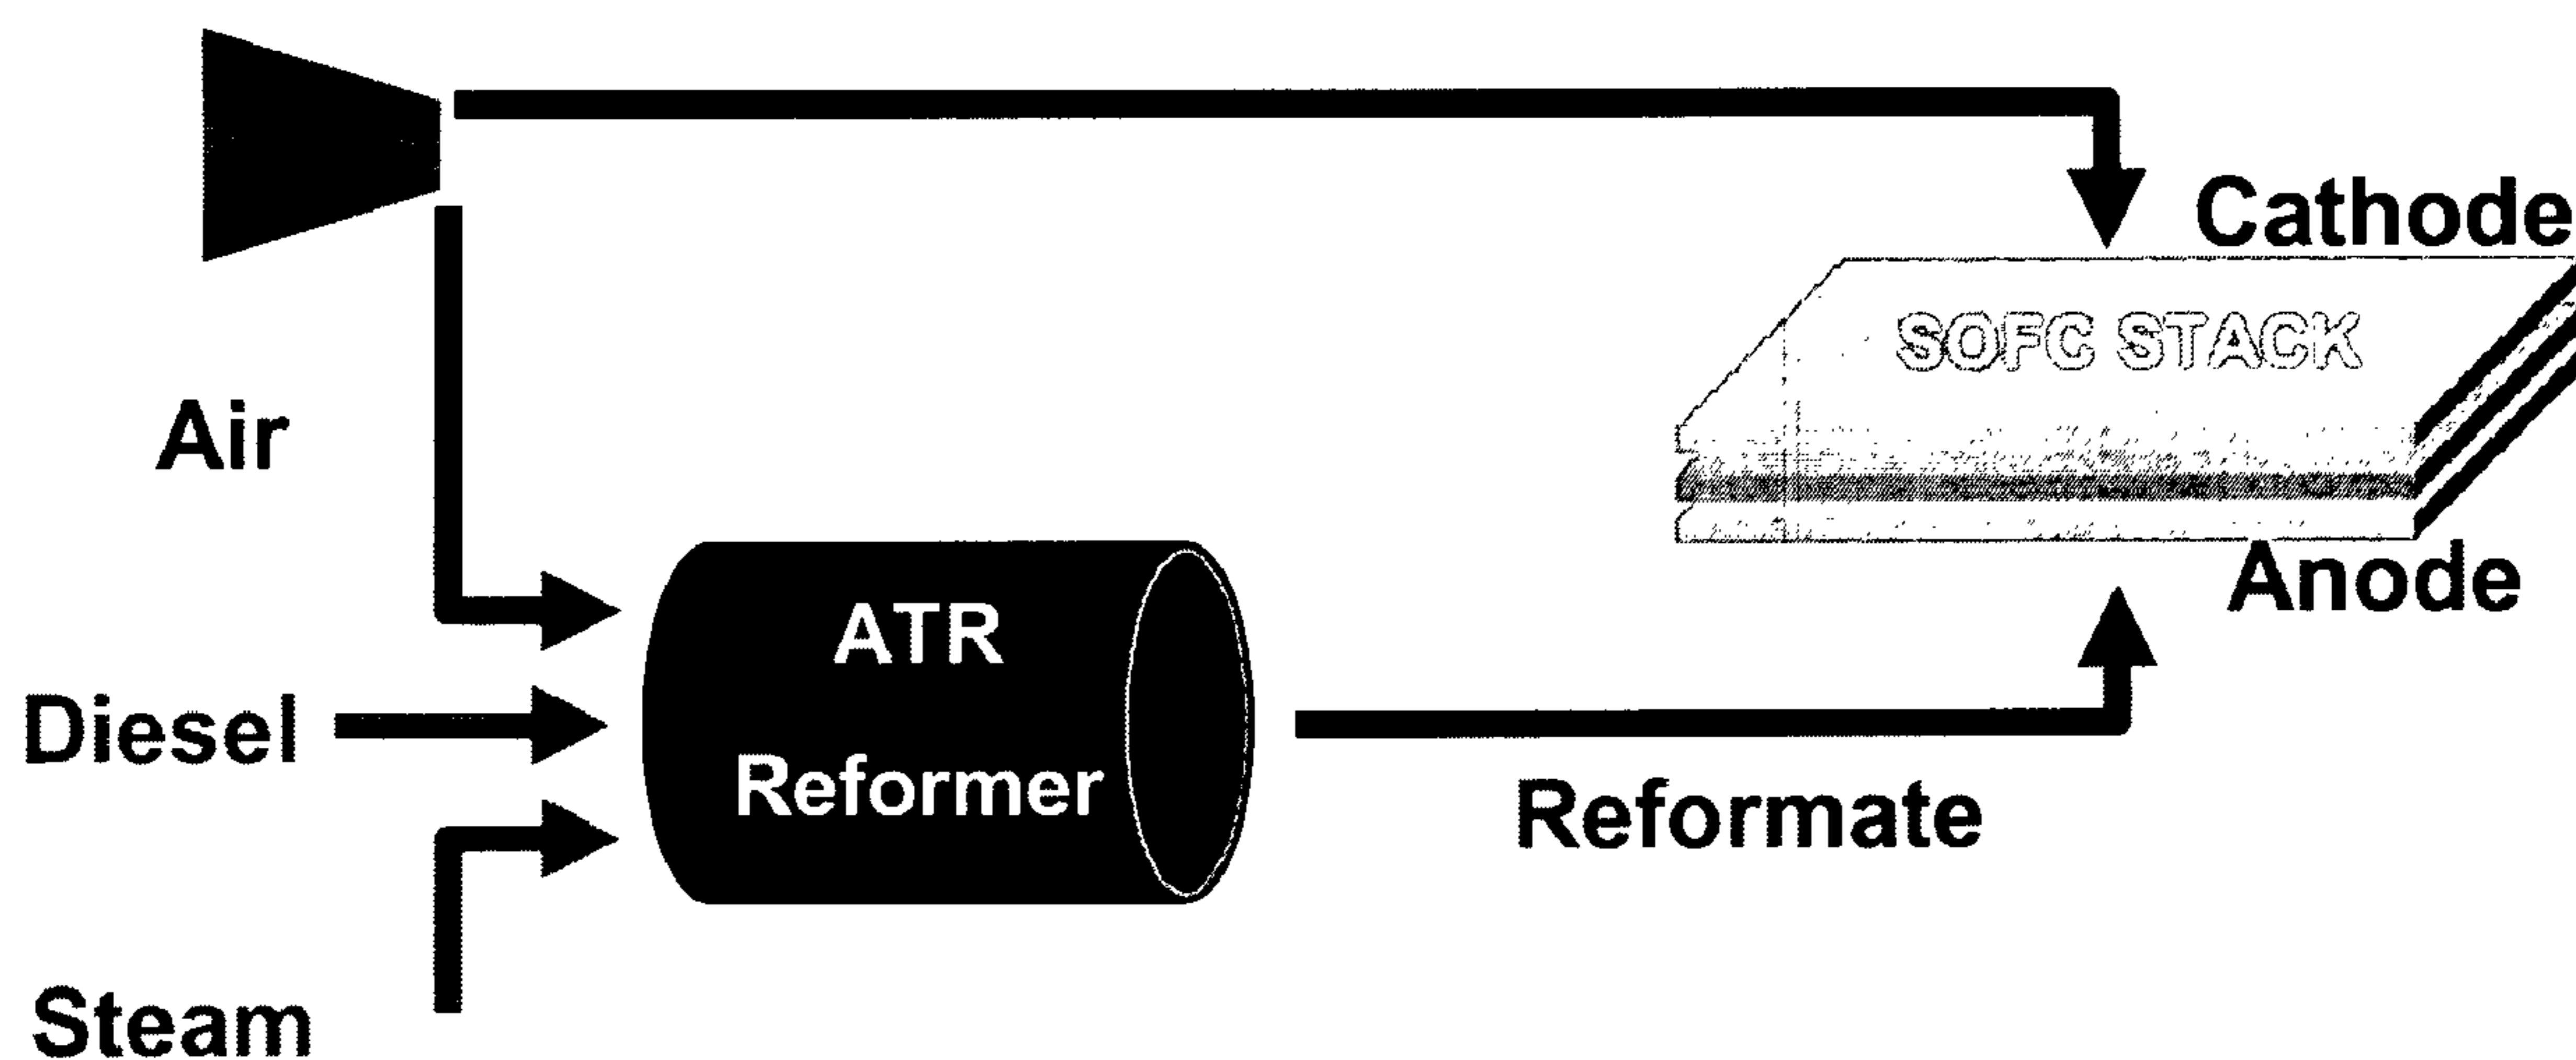 Cathode
SOFC STACK
Air
Anode
ATR
Reformer
Diesel
Reformate
Steam